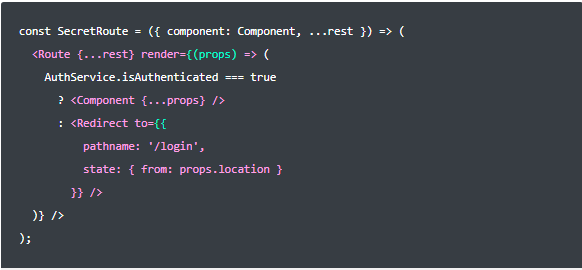 const SecretRoute = ({ component: Component, ...rest }) => (
  <Route {...rest} render={(props) => (
    AuthService.isAuthenticated === true
      ? <Component {...props} />
      : <Redirect to={{
          pathname: '/login',
          state: { from: props.location }
        }} />
  )} />
);